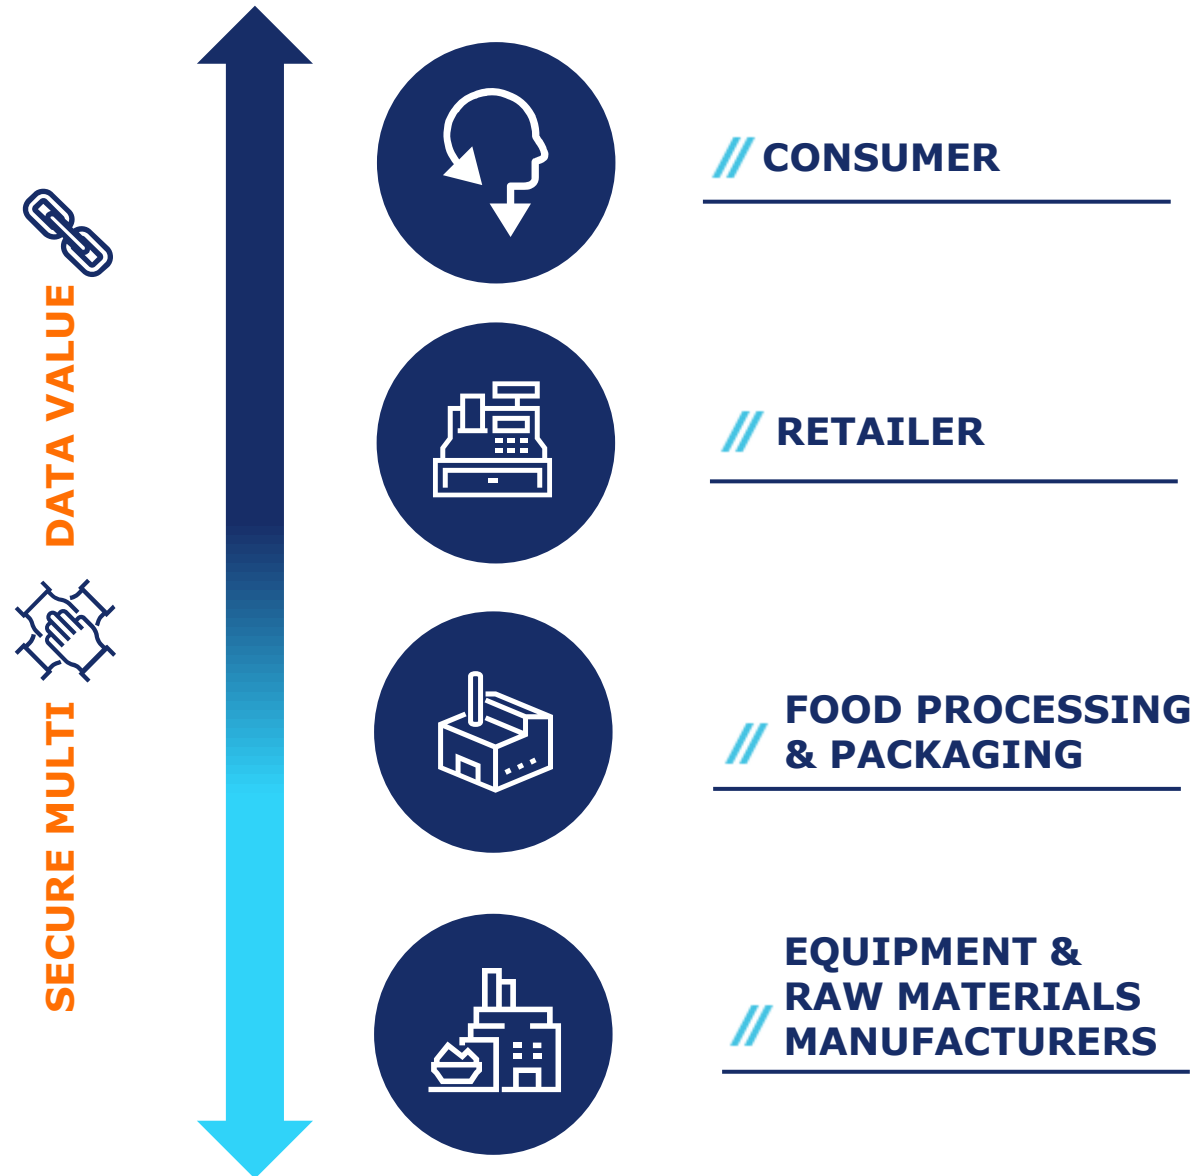 // CONSUMER
// RETAILER
FOOD PROCESSING
// & PACKAGING
EQUIPMENT &
RAW MATERIALS
// MANUFACTURERS
SECURE MULTI
DATA VALUE